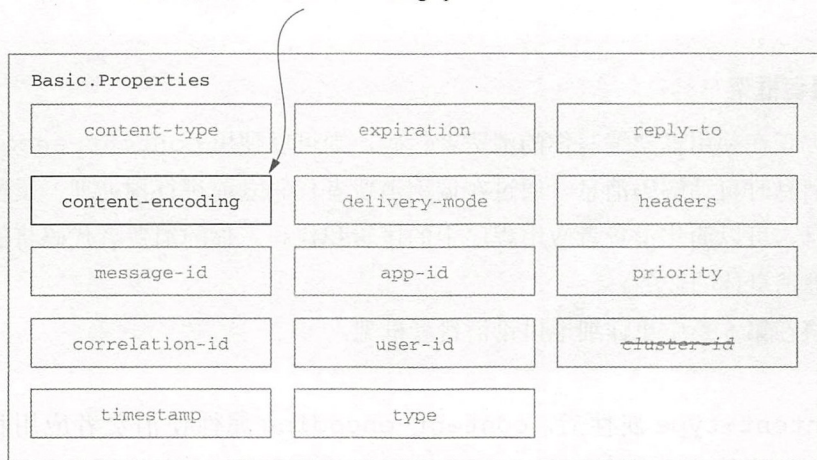 Basic.Properties
content-type
expiration
reply-to
content-encoding
delivery-mode
headers
message-id
app-id
priority
correlation-id
user-id
cluster-id
timestamp
type